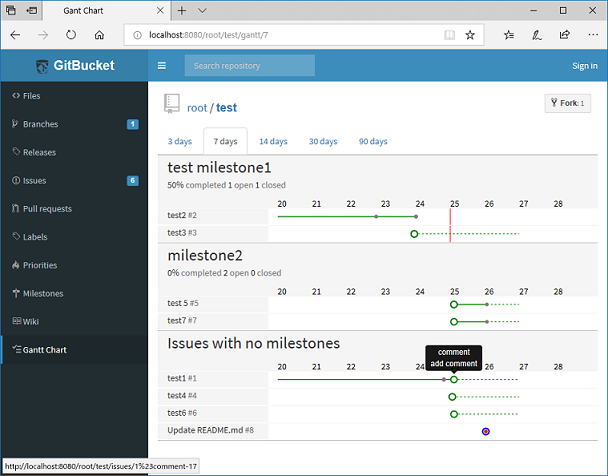 Gant Chart
localhost:8080/root/test/gantt/7
GitBucket
Search repository
Sign in
Files
Branches 1
Releases
Issues 6
Pull requests
Labels
Priorities
Milestones
Wiki
Gantt Chart
root / test
Fork: 1
3 days 7 days 14 days 30 days 90 days
test milestone1
50% completed 1 open 1 closed
20 21 22 23 24 25 26 27 28
test2 #2
test3 #3
milestone2
0% completed 2 open 0 closed
20 21 22 23 24 25 26 27 28
test 5 #5
test7 #7
Issues with no milestones
comment
add comment
20 21 22 23 24 25 26 27 28
test1 #1
test4 #4
test6 #6
Update README.md #8
http://localhost:8080/root/test/issues/1%23comment-17